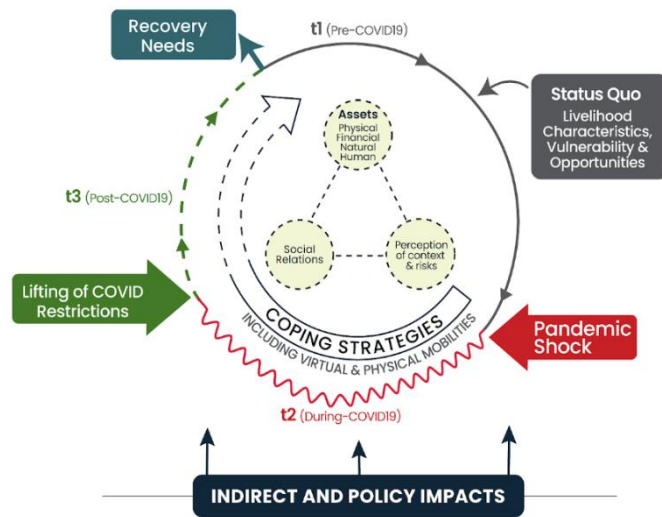 Recovery
Needs
t1 (Pre-COVID19)
Status Quo
Livelihood
Characteristics,
Vulnerability &
Opportunities
Assets
Physical
Financial
Natural
Human
t3 (Post-COVID19)
Social
Relations
Perception
of context
& risks
Lifting of COVID
Restrictions
COPING STRATEGIES
INCLUDING VIRTUAL & PHYSICAL MOBILITIES
Pandemic
Shock
t2 (During-COVID19)
INDIRECT AND POLICY IMPACTS